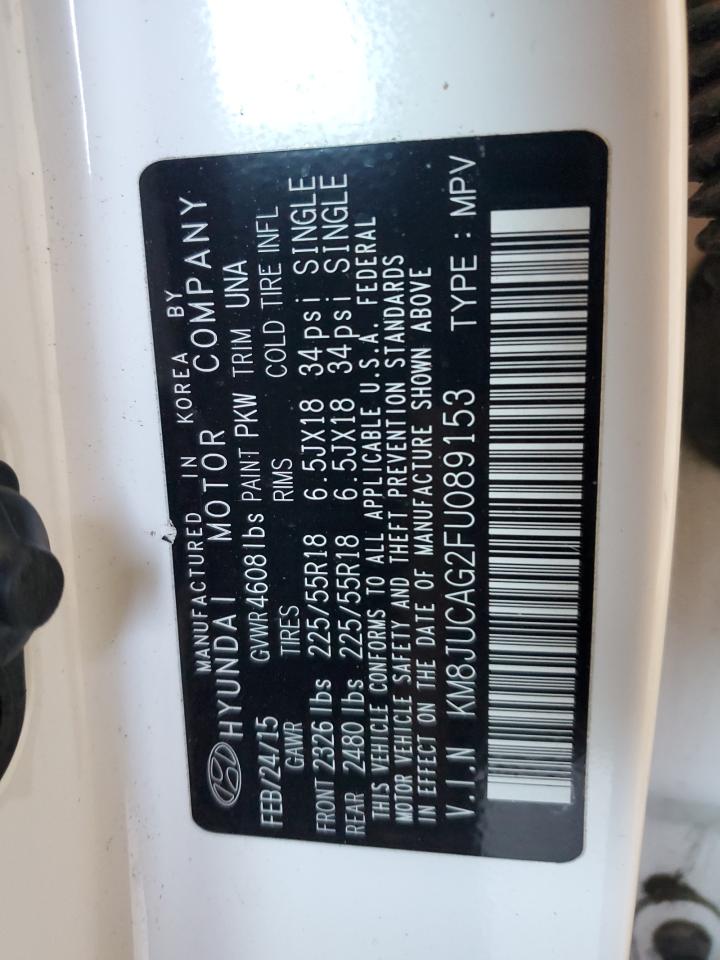 MANUFACTURED IN KOREA BY
HYUNDAI MOTOR COMPANY
FEB/24/15 GVWR 4608 lbs PAINT PKW TRIM UNA
GAWR TIRES RIMS COLD TIRE INFL
FRONT 2326 lbs 225/55R18 6.5JX18 34psi SINGLE
REAR 2480 lbs 225/55R18 6.5JX18 34psi SINGLE
THIS VEHICLE CONFORMS TO ALL APPLICABLE U.S.A. FEDERAL
MOTOR VEHICLE SAFETY AND THEFT PREVENTION STANDARDS
IN EFFECT ON THE DATE OF MANUFACTURE SHOWN ABOVE
V.I.N KM8JUCAG2FU089153 TYPE : MPV